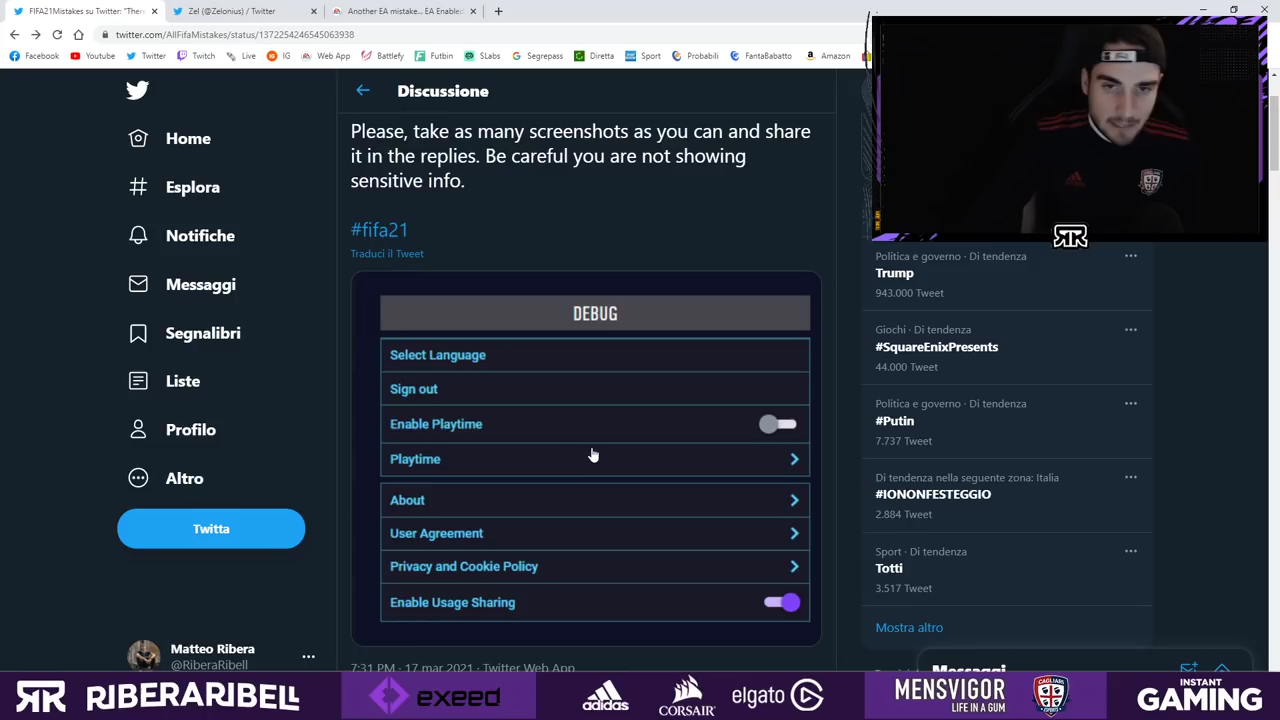 FIFA21Mistakes su Twitter: "There
Zel (@Zelonius) / Twitter
Another EA mistake... EA Enabled
twitter.com/AllFifaMistakes/status/1372254246545063938
Facebook
Youtube
Twitter
Twitch
Live
IG
Web App
Battlefy
Futbin
SLabs
Segrepass
Diretta
Sport
Probabili
FantaBabatto
Amazon
Home
Esplora
Notifiche
Messaggi
Segnalibri
Liste
Profilo
Altro
Twitta
Matteo Ribera
@RiberaRibell
Discussione
Please, take as many screenshots as you can and share
it in the replies. Be careful you are not showing
sensitive info.
#fifa21
Traduci il Tweet
DEBUG
Select Language
Sign out
Enable Playtime
Playtime
About
User Agreement
Privacy and Cookie Policy
Enable Usage Sharing
7:31 PM · 17 mar 2021 · Twitter Web App
Politica e governo · Di tendenza
Trump
943.000 Tweet
Giochi · Di tendenza
#SquareEnixPresents
44.000 Tweet
Politica e governo · Di tendenza
#Putin
7.737 Tweet
Di tendenza nella seguente zona: Italia
#IONONFESTEGGIO
2.884 Tweet
Sport · Di tendenza
Totti
3.517 Tweet
Mostra altro
Messaggi
RIBERARIBELL
exeed
adidas
CORSAIR
elgato
MENSVIGOR
LIFE IN A GUM
CAGLIARI
INSTANT
GAMING